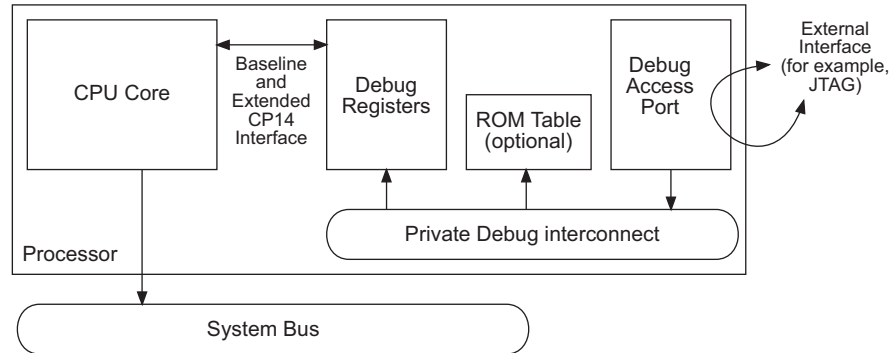 CPU Core
Baseline
and
Extended
CP14
Interface
Debug
Registers
ROM Table
(optional)
Debug
Access
Port
External
Interface
(for example,
JTAG)
Private Debug interconnect
Processor
System Bus